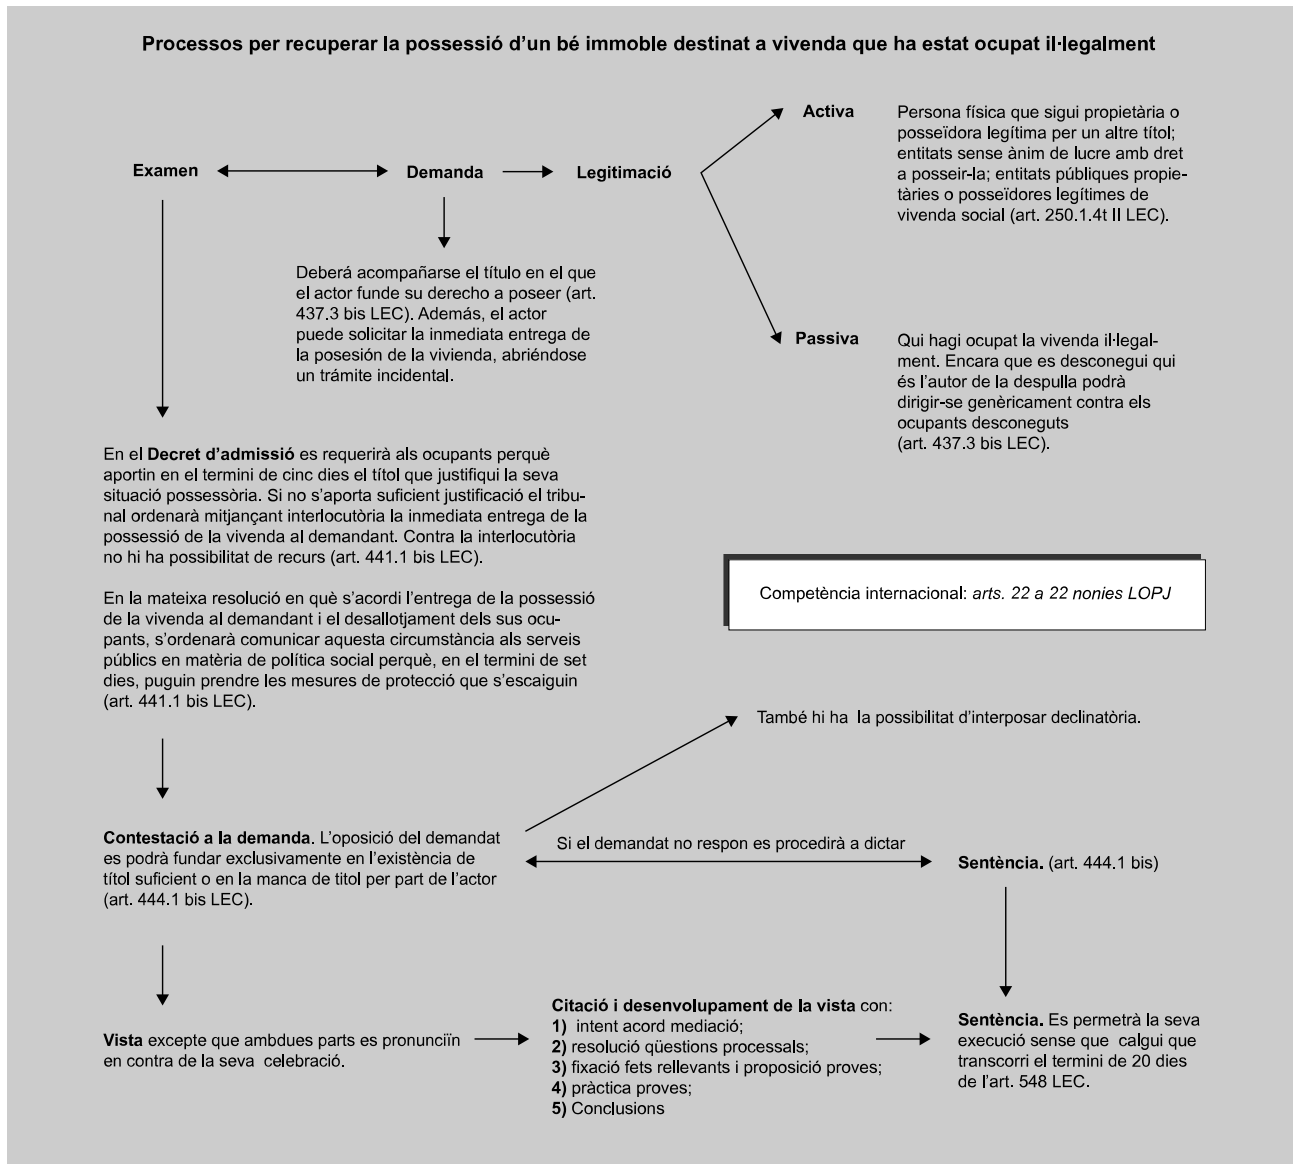 Processos per recuperar la possessió d’un bé immoble destinat a vivenda que ha estat ocupat il·legalment
Examen
Demanda
Legitimació
Activa
Persona física que sigui propietària o
posseïdora legítima per un altre títol;
entitats sense ànim de lucre amb dret
a posseir-la; entitats públiques propie-
tàries o posseïdores legítimes de
vivenda social (art. 250.1.4t II LEC).
Deberá acompañarse el título en el que
el actor funde su derecho a poseer (art.
437.3 bis LEC). Además, el actor
puede solicitar la inmediata entrega de
la posesión de la vivienda, abriéndose
un trámite incidental.
Passiva
Qui hagi ocupat la vivenda il·legal-
ment. Encara que es desconegui qui
és l’autor de la despulla podrà
dirigir-se genèricament contra els
ocupants desconeguts
(art. 437.3 bis LEC).
En el Decret d’admissió es requerirà als ocupants perquè
aportin en el termini de cinc dies el títol que justifiqui la seva
situació possessòria. Si no s’aporta suficient justificació el tribu-
nal ordenarà mitjançant interlocutòria la inmediata entrega de la
possessió de la vivenda al demandant. Contra la interlocutòria
no hi ha possibilitat de recurs (art. 441.1 bis LEC).
En la mateixa resolució en què s’acordi l’entrega de la possessió
de la vivenda al demandant i el desallotjament dels sus ocu-
pants, s’ordenarà comunicar aquesta circumstància als serveis
públics en matèria de política social perquè, en el termini de set
dies, puguin prendre les mesures de protecció que s’escaiguin
(art. 441.1 bis LEC).
Competència internacional: arts. 22 a 22 nonies LOPJ
També hi ha la possibilitat d’interposar declinatòria.
Contestació a la demanda. L’oposició del demandat
es podrà fundar exclusivamente en l’existència de
títol suficient o en la manca de titol per part de l’actor
(art. 444.1 bis LEC).
Si el demandat no respon es procedirà a dictar
Sentència. (art. 444.1 bis)
Vista excepte que ambdues parts es pronunciïn
en contra de la seva celebració.
Citació i desenvolupament de la vista con:
1) intent acord mediació;
2) resolució qüestions processals;
3) fixació fets rellevants i proposició proves;
4) pràctica proves;
5) Conclusions
Sentència. Es permetrà la seva
execució sense que calgui que
transcorri el termini de 20 dies
de l’art. 548 LEC.